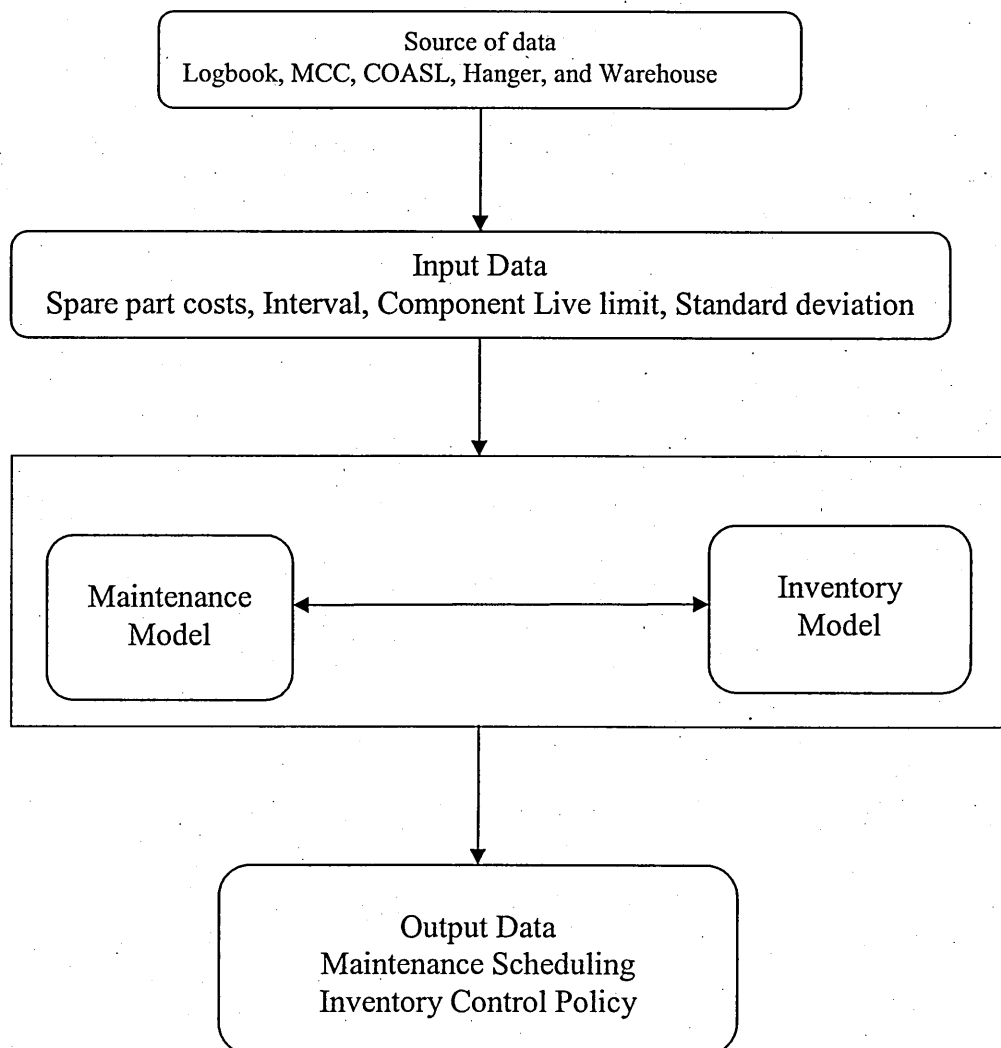 Source of data
Logbook, MCC, COASL, Hanger, and Warehouse
Input Data
Spare part costs, Interval, Component Live limit, Standard deviation
Maintenance
Model
Inventory
Model
Output Data
Maintenance Scheduling
Inventory Control Policy